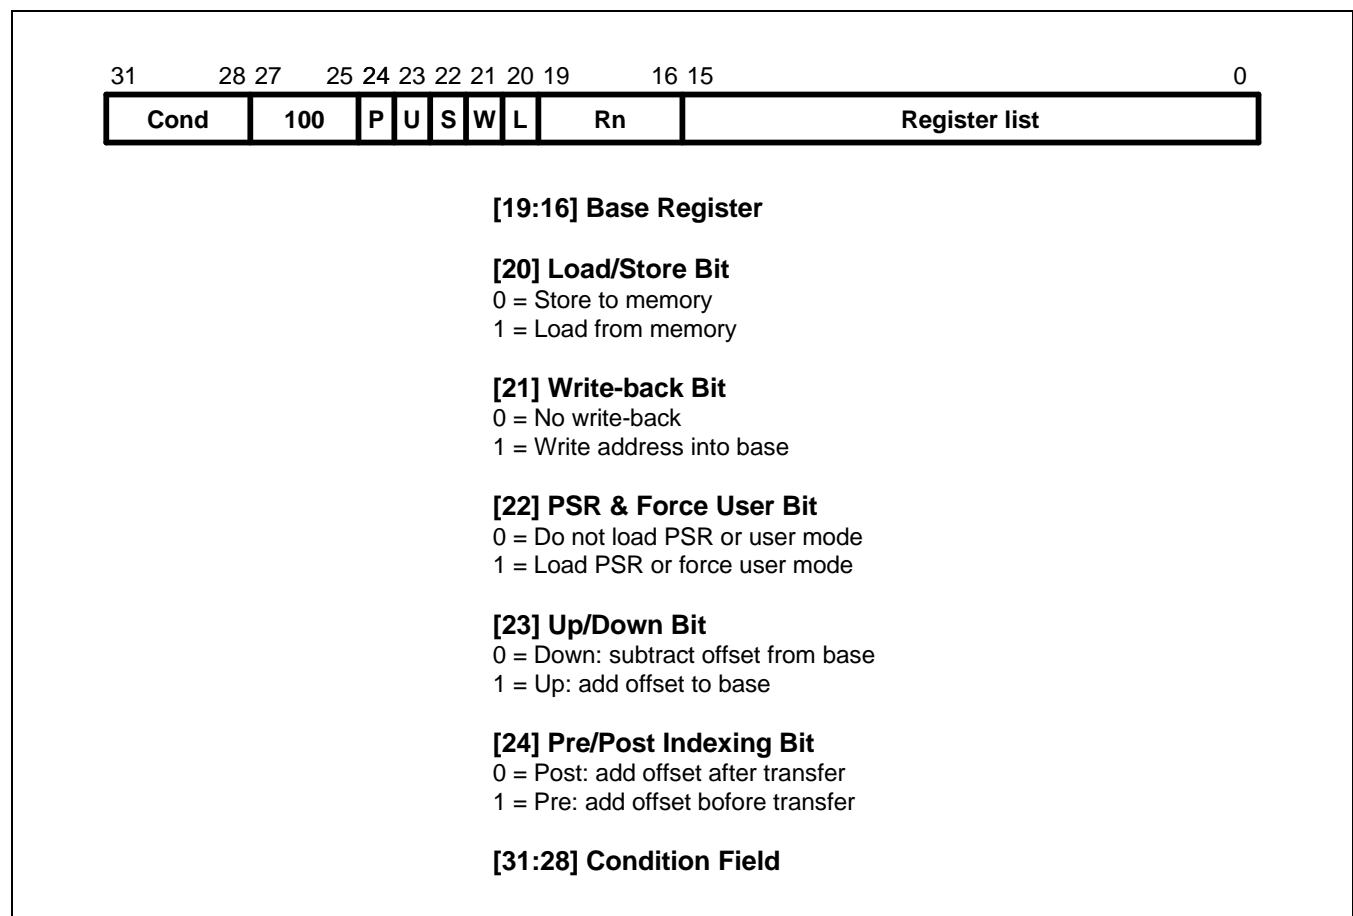 31 28 27 25 24 23 22 21 20 19 16 15 0
Cond 100 P U S W L Rn Register list
[19:16] Base Register
[20] Load/Store Bit
0 = Store to memory
1 = Load from memory
[21] Write-back Bit
0 = No write-back
1 = Write address into base
[22] PSR & Force User Bit
0 = Do not load PSR or user mode
1 = Load PSR or force user mode
[23] Up/Down Bit
0 = Down: subtract offset from base
1 = Up: add offset to base
[24] Pre/Post Indexing Bit
0 = Post: add offset after transfer
1 = Pre: add offset bofore transfer
[31:28] Condition Field